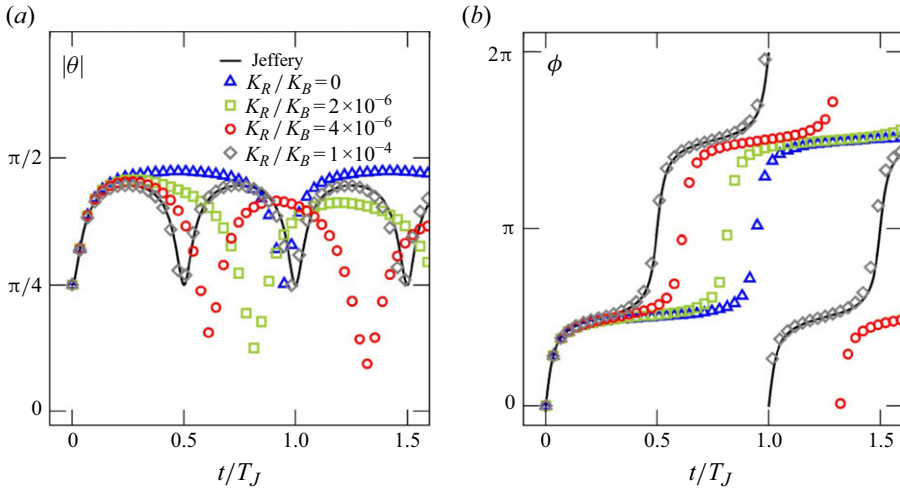 (a)
|θ|
Jeffery
K_R / K_B = 0
K_R / K_B = 2×10⁻⁶
K_R / K_B = 4×10⁻⁶
K_R / K_B = 1×10⁻⁴
π/2
π/4
0
0 0.5 1.0 1.5
t/T_J
(b)
2π
ϕ
π
0
0 0.5 1.0 1.5
t/T_J